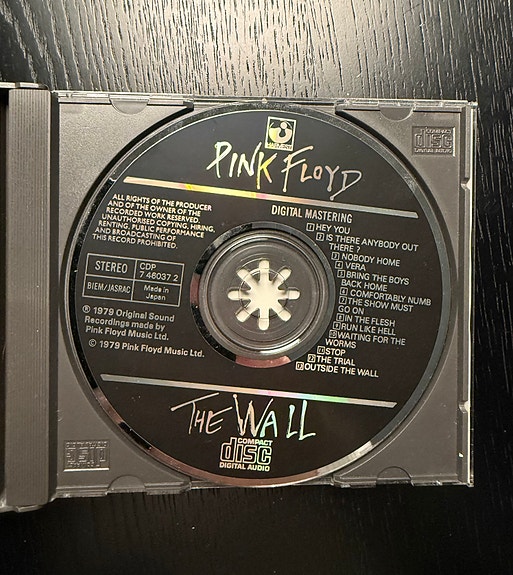 HARVEST
PINK FLOYD
COMPACT
disc
DIGITAL AUDIO
DIGITAL MASTERING
ALL RIGHTS OF THE PRODUCER
AND OF THE OWNER OF THE
RECORDED WORK RESERVED.
UNAUTHORISED COPYING, HIRING,
RENTING, PUBLIC PERFORMANCE
AND BROADCASTING OF
THIS RECORD PROHIBITED.
STEREO
CDP
7 46037 2
BIEM/JASRAC
Made in
Japan
℗ 1979 Original Sound
Recordings made by
Pink Floyd Music Ltd.
© 1979 Pink Floyd Music Ltd.
1 HEY YOU
2 IS THERE ANYBODY OUT
THERE ?
3 NOBODY HOME
4 VERA
5 BRING THE BOYS
BACK HOME
6 COMFORTABLY NUMB
7 THE SHOW MUST
GO ON
8 IN THE FLESH
9 RUN LIKE HELL
10 WAITING FOR THE
WORMS
11 STOP
12 THE TRIAL
13 OUTSIDE THE WALL
THE WALL
COMPACT
disc
DIGITAL AUDIO